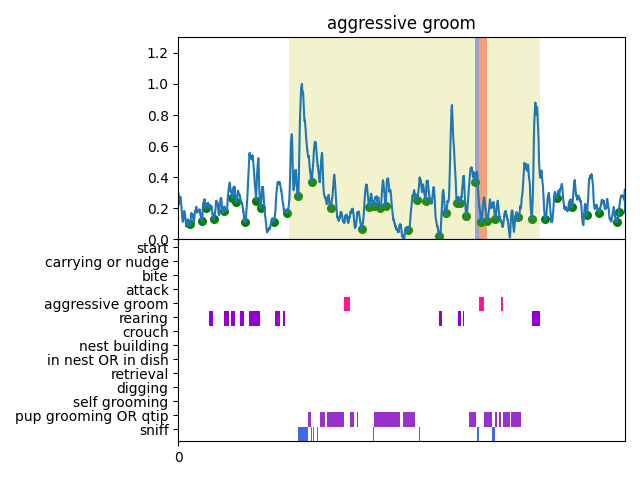 aggressive groom
1.2
1.0
0.8
0.6
0.4
0.2
0.0
start
carrying or nudge
bite
attack
aggressive groom
rearing
crouch
nest building
in nest OR in dish
retrieval
digging
self grooming
pup grooming OR qtip
sniff
0